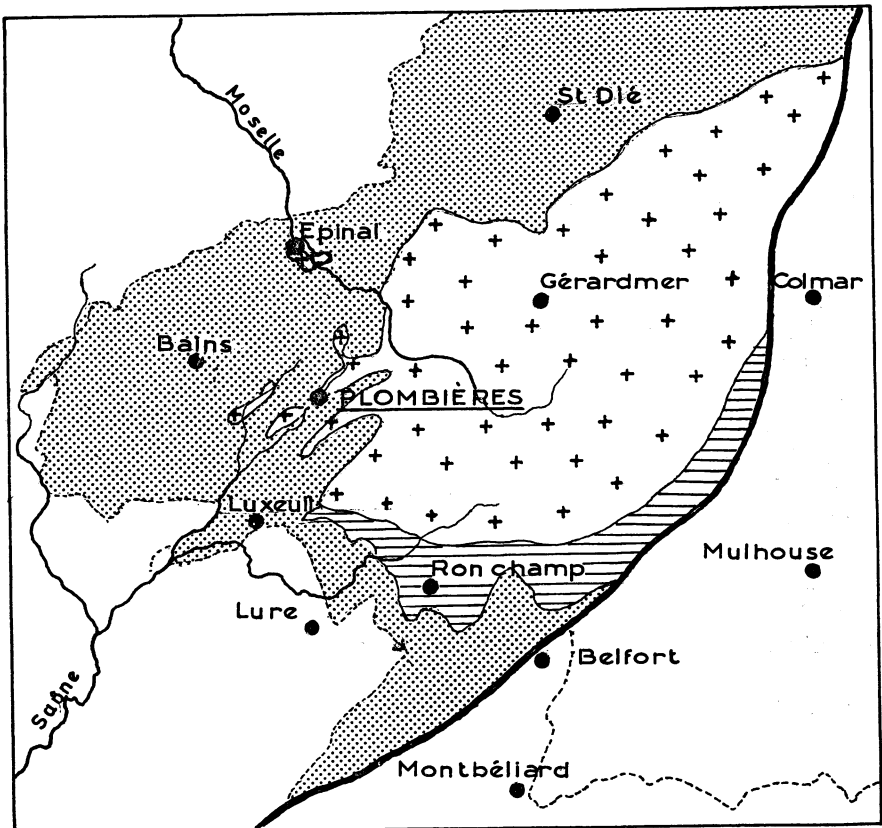 St Dié
Moselle
Epinal
Gérardmer
Colmar
Bains
PLOMBIÈRES
Luxeuil
Mulhouse
Ronchamp
Lure
Belfort
Saône
Montbéliard